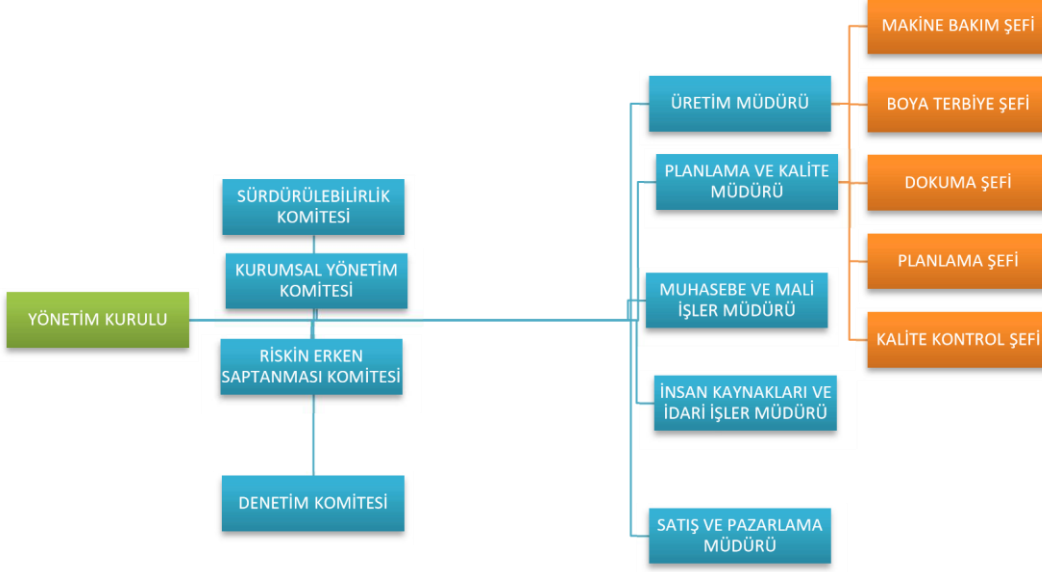 YÖNETİM KURULU
SÜRDÜRÜLEBİLİRLİK
KOMİTESİ
KURUMSAL YÖNETİM
KOMİTESİ
RİSKİN ERKEN
SAPTANMASI KOMİTESİ
DENETİM KOMİTESİ
ÜRETİM MÜDÜRÜ
PLANLAMA VE KALİTE
MÜDÜRÜ
MUHASEBE VE MALİ
İŞLER MÜDÜRÜ
İNSAN KAYNAKLARI VE
İDARİ İŞLER MÜDÜRÜ
SATIŞ VE PAZARLAMA
MÜDÜRÜ
MAKİNE BAKIM ŞEFİ
BOYA TERBİYE ŞEFİ
DOKUMA ŞEFİ
PLANLAMA ŞEFİ
KALİTE KONTROL ŞEFİ